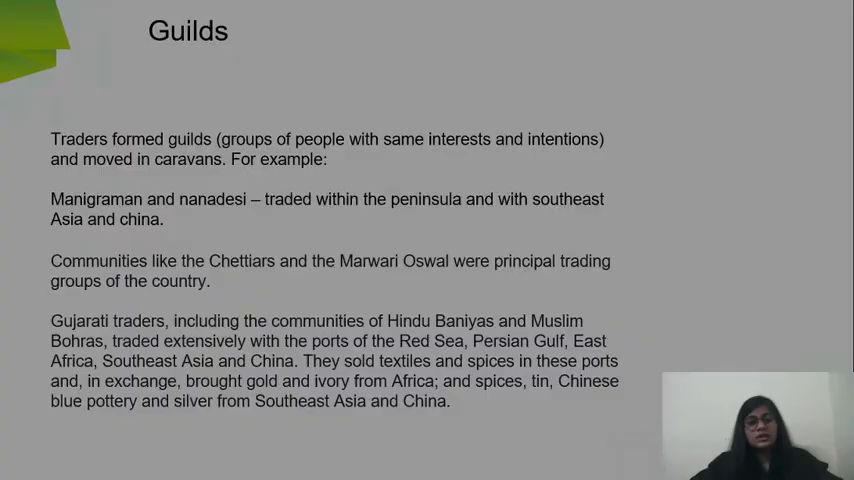 Guilds
Traders formed guilds (groups of people with same interests and intentions)
and moved in caravans. For example:
Manigraman and nanadesi – traded within the peninsula and with southeast
Asia and china.
Communities like the Chettiars and the Marwari Oswal were principal trading
groups of the country.
Gujarati traders, including the communities of Hindu Baniyas and Muslim
Bohras, traded extensively with the ports of the Red Sea, Persian Gulf, East
Africa, Southeast Asia and China. They sold textiles and spices in these ports
and, in exchange, brought gold and ivory from Africa; and spices, tin, Chinese
blue pottery and silver from Southeast Asia and China.